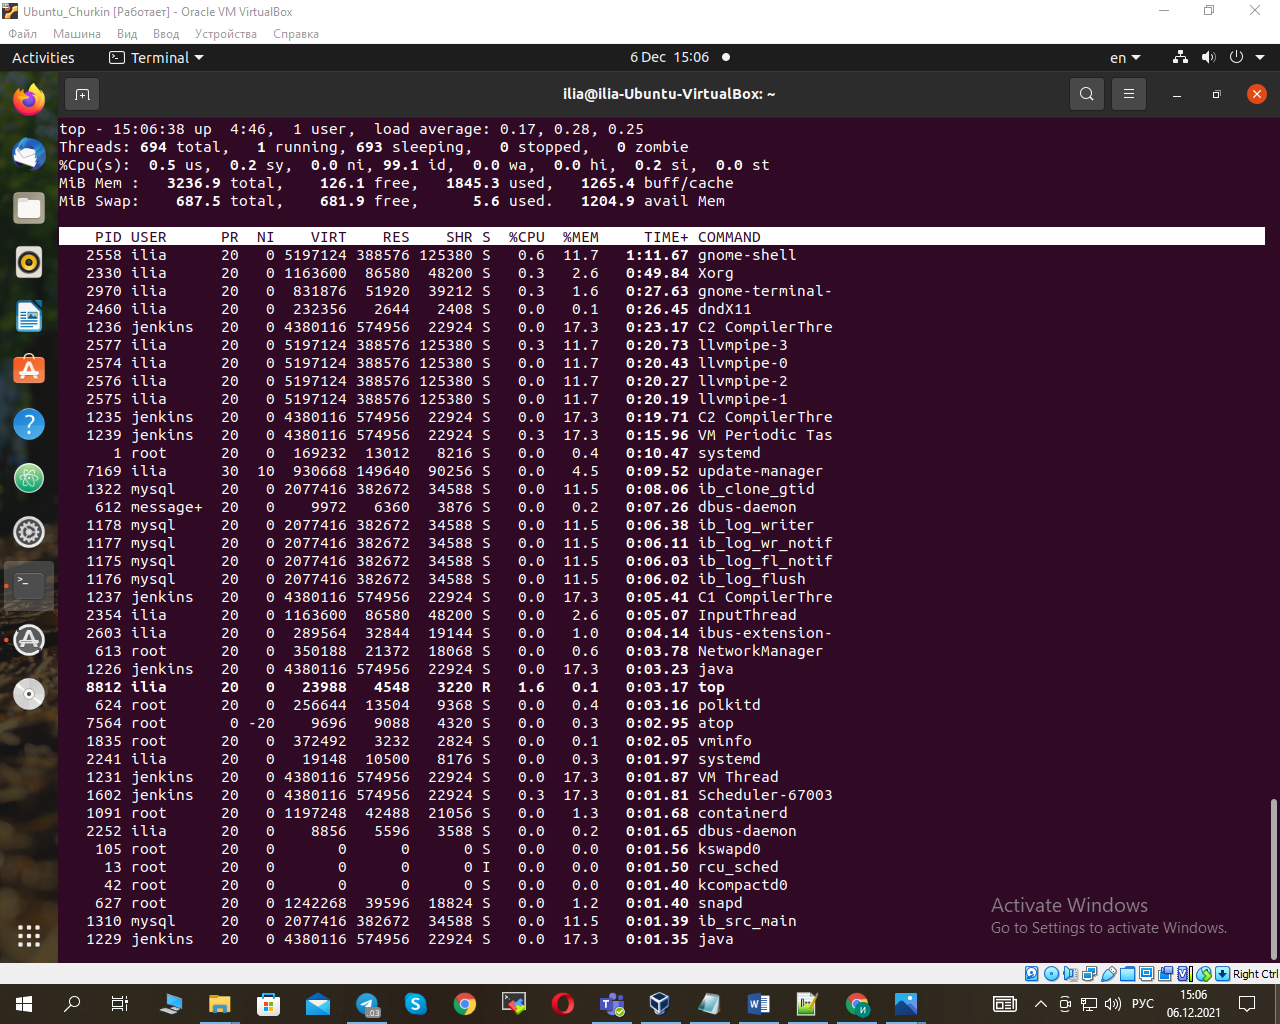 Ubuntu_Churkin [Работает] - Oracle VM VirtualBox
Файл Машина Вид Ввод Устройства Справка
Activities Terminal 6 Dec 15:06 en
ilia@ilia-Ubuntu-VirtualBox: ~
top - 15:06:38 up  4:46,  1 user,  load average: 0.17, 0.28, 0.25
Threads: 694 total,   1 running, 693 sleeping,   0 stopped,   0 zombie
%Cpu(s):  0.5 us,  0.2 sy,  0.0 ni, 99.1 id,  0.0 wa,  0.0 hi,  0.2 si,  0.0 st
MiB Mem :   3236.9 total,    126.1 free,   1845.3 used,   1265.4 buff/cache
MiB Swap:    687.5 total,    681.9 free,      5.6 used.   1204.9 avail Mem
PID USER PR NI VIRT RES SHR S %CPU %MEM TIME+ COMMAND
2558 ilia 20 0 5197124 388576 125380 S 0.6 11.7 1:11.67 gnome-shell
2330 ilia 20 0 1163600 86580 48200 S 0.3 2.6 0:49.84 Xorg
2970 ilia 20 0 831876 51920 39212 S 0.3 1.6 0:27.63 gnome-terminal-
2460 ilia 20 0 232356 2644 2408 S 0.0 0.1 0:26.45 dndX11
1236 jenkins 20 0 4380116 574956 22924 S 0.0 17.3 0:23.17 C2 CompilerThre
2577 ilia 20 0 5197124 388576 125380 S 0.3 11.7 0:20.73 llvmpipe-3
2574 ilia 20 0 5197124 388576 125380 S 0.0 11.7 0:20.43 llvmpipe-0
2576 ilia 20 0 5197124 388576 125380 S 0.0 11.7 0:20.27 llvmpipe-2
2575 ilia 20 0 5197124 388576 125380 S 0.0 11.7 0:20.19 llvmpipe-1
1235 jenkins 20 0 4380116 574956 22924 S 0.0 17.3 0:19.71 C2 CompilerThre
1239 jenkins 20 0 4380116 574956 22924 S 0.3 17.3 0:15.96 VM Periodic Tas
1 root 20 0 169232 13012 8216 S 0.0 0.4 0:10.47 systemd
7169 ilia 30 10 930668 149640 90256 S 0.0 4.5 0:09.52 update-manager
1322 mysql 20 0 2077416 382672 34588 S 0.0 11.5 0:08.06 ib_clone_gtid
612 message+ 20 0 9972 6360 3876 S 0.0 0.2 0:07.26 dbus-daemon
1178 mysql 20 0 2077416 382672 34588 S 0.0 11.5 0:06.38 ib_log_writer
1177 mysql 20 0 2077416 382672 34588 S 0.0 11.5 0:06.11 ib_log_wr_notif
1175 mysql 20 0 2077416 382672 34588 S 0.0 11.5 0:06.03 ib_log_fl_notif
1176 mysql 20 0 2077416 382672 34588 S 0.0 11.5 0:06.02 ib_log_flush
1237 jenkins 20 0 4380116 574956 22924 S 0.0 17.3 0:05.41 C1 CompilerThre
2354 ilia 20 0 1163600 86580 48200 S 0.0 2.6 0:05.07 InputThread
2603 ilia 20 0 289564 32844 19144 S 0.0 1.0 0:04.14 ibus-extension-
613 root 20 0 350188 21372 18068 S 0.0 0.6 0:03.78 NetworkManager
1226 jenkins 20 0 4380116 574956 22924 S 0.0 17.3 0:03.23 java
8812 ilia 20 0 23988 4548 3220 R 1.6 0.1 0:03.17 top
624 root 20 0 256644 13504 9368 S 0.0 0.4 0:03.16 polkitd
7564 root 0 -20 9696 9088 4320 S 0.0 0.3 0:02.95 atop
1835 root 20 0 372492 3232 2824 S 0.0 0.1 0:02.05 vminfo
2241 ilia 20 0 19148 10500 8176 S 0.0 0.3 0:01.97 systemd
1231 jenkins 20 0 4380116 574956 22924 S 0.0 17.3 0:01.87 VM Thread
1602 jenkins 20 0 4380116 574956 22924 S 0.3 17.3 0:01.81 Scheduler-67003
1091 root 20 0 1197248 42488 21056 S 0.0 1.3 0:01.68 containerd
2252 ilia 20 0 8856 5596 3588 S 0.0 0.2 0:01.65 dbus-daemon
105 root 20 0 0 0 0 S 0.0 0.0 0:01.56 kswapd0
13 root 20 0 0 0 0 I 0.0 0.0 0:01.50 rcu_sched
42 root 20 0 0 0 0 S 0.0 0.0 0:01.40 kcompactd0
627 root 20 0 1242268 39596 18824 S 0.0 1.2 0:01.40 snapd
1310 mysql 20 0 2077416 382672 34588 S 0.0 11.5 0:01.39 ib_src_main
1229 jenkins 20 0 4380116 574956 22924 S 0.0 17.3 0:01.35 java
Activate Windows
Go to Settings to activate Windows.
Right Ctrl
РУС 15:06
06.12.2021